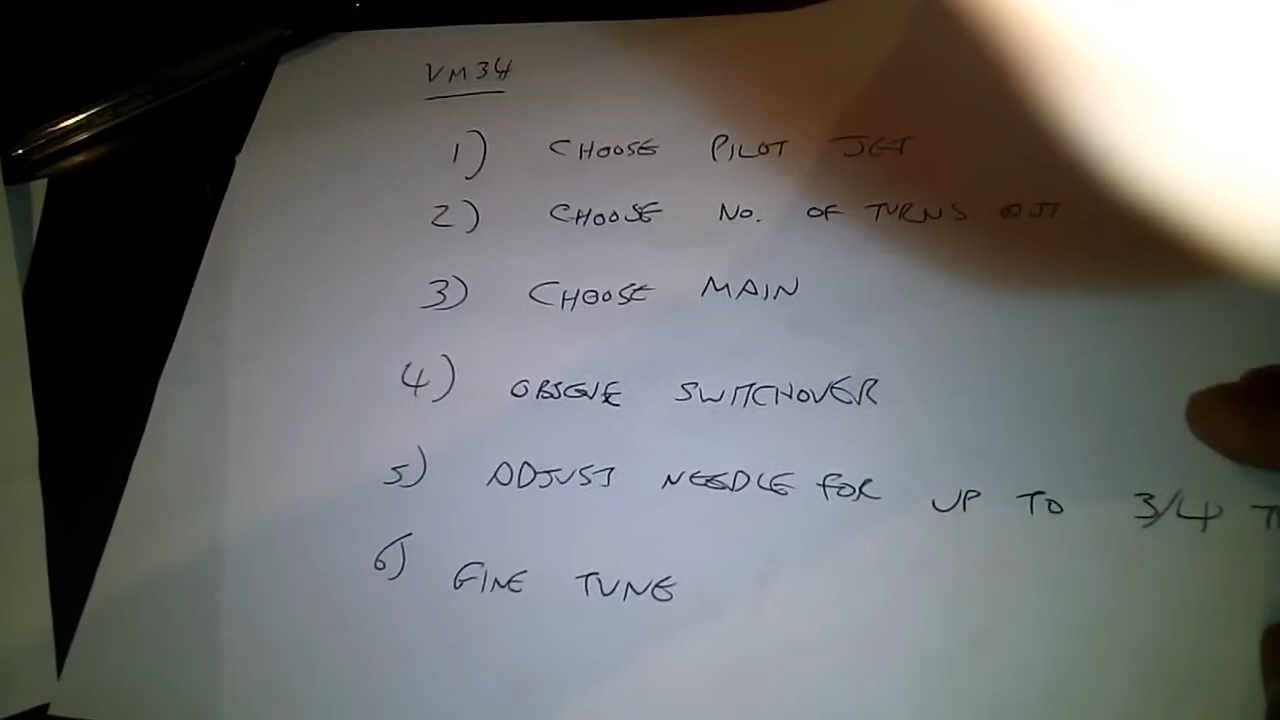 VM34
1) CHOOSE PILOT JET
2) CHOOSE No. OF TURNS OUT
3) CHOOSE MAIN
4) OBSEVE SWITCHOVER
5) ADJUST NEEDLE FOR UP TO 3/4
6) FINE TUNE